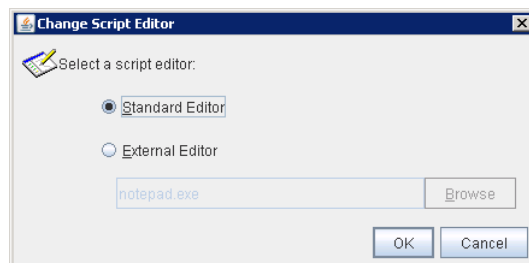 Change Script Editor
Select a script editor:
Standard Editor
External Editor
notepad.exe Browse
OK Cancel